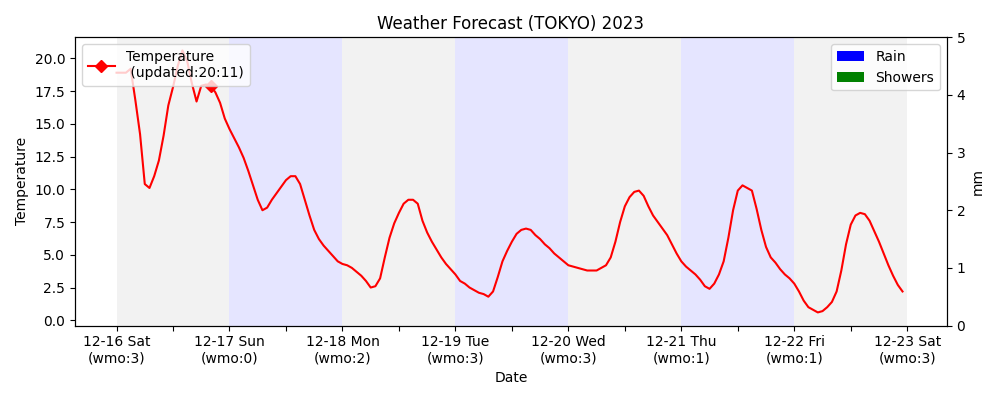 Weather Forecast (TOKYO) 2023
Temperature
(updated:20:11)
Rain
Showers
20.0
17.5
15.0
12.5
10.0
7.5
5.0
2.5
0.0
Temperature
5
4
3
2
1
0
mm
12-16 Sat
(wmo:3)
12-17 Sun
(wmo:0)
12-18 Mon
(wmo:2)
12-19 Tue
(wmo:3)
12-20 Wed
(wmo:3)
12-21 Thu
(wmo:1)
12-22 Fri
(wmo:1)
12-23 Sat
(wmo:3)
Date